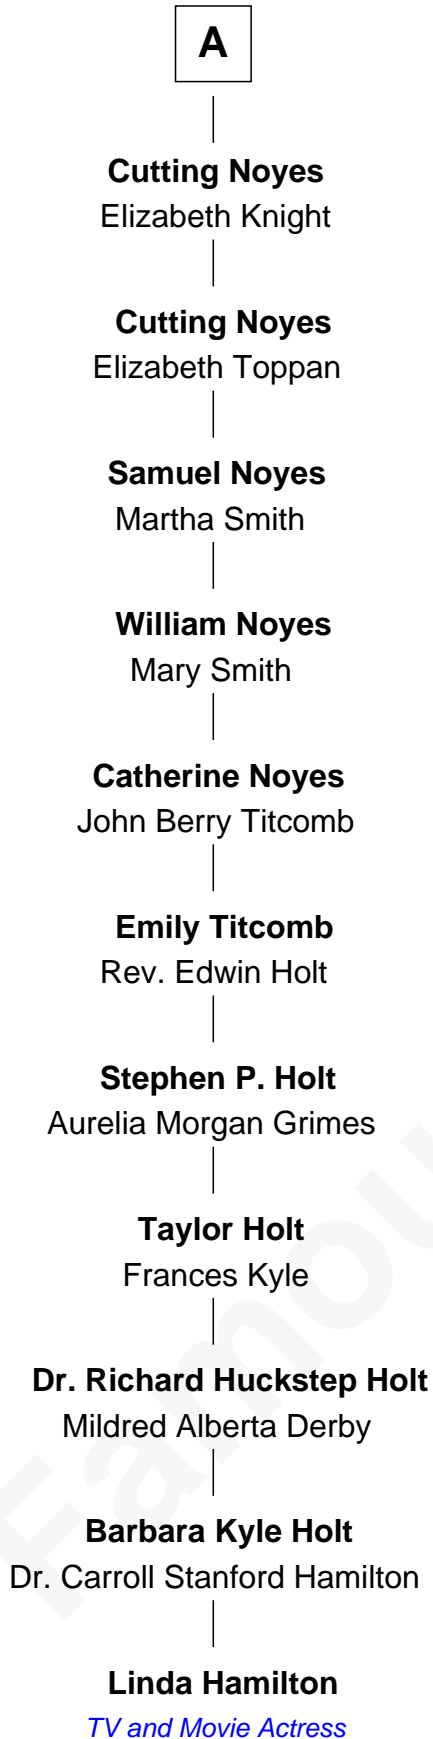 A
Cutting Noyes
Elizabeth Knight
Cutting Noyes
Elizabeth Toppan
Samuel Noyes
Martha Smith
William Noyes
Mary Smith
Catherine Noyes
John Berry Titcomb
Emily Titcomb
Rev. Edwin Holt
Stephen P. Holt
Aurelia Morgan Grimes
Taylor Holt
Frances Kyle
Dr. Richard Huckstep Holt
Mildred Alberta Derby
Barbara Kyle Holt
Dr. Carroll Stanford Hamilton
Linda Hamilton
TV and Movie Actress